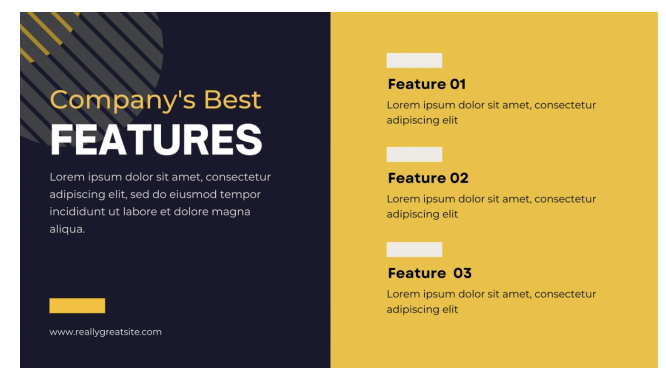 Company's Best
FEATURES
Lorem ipsum dolor sit amet, consectetur
adipiscing elit, sed do eiusmod tempor
incididunt ut labore et dolore magna
aliqua.
www.reallygreatsite.com
Feature 01
Lorem ipsum dolor sit amet, consectetur
adipiscing elit
Feature 02
Lorem ipsum dolor sit amet, consectetur
adipiscing elit
Feature 03
Lorem ipsum dolor sit amet, consectetur
adipiscing elit